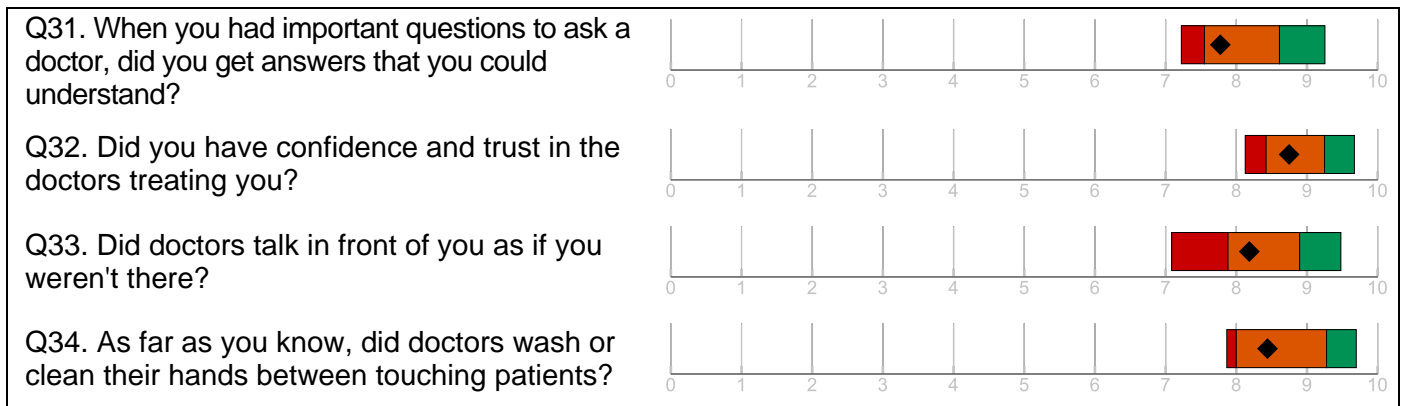 Q31. When you had important questions to ask a
doctor, did you get answers that you could
understand?
0 1 2 3 4 5 6 7 8 9 10
Q32. Did you have confidence and trust in the
doctors treating you?
0 1 2 3 4 5 6 7 8 9 10
Q33. Did doctors talk in front of you as if you
weren't there?
0 1 2 3 4 5 6 7 8 9 10
Q34. As far as you know, did doctors wash or
clean their hands between touching patients?
0 1 2 3 4 5 6 7 8 9 10